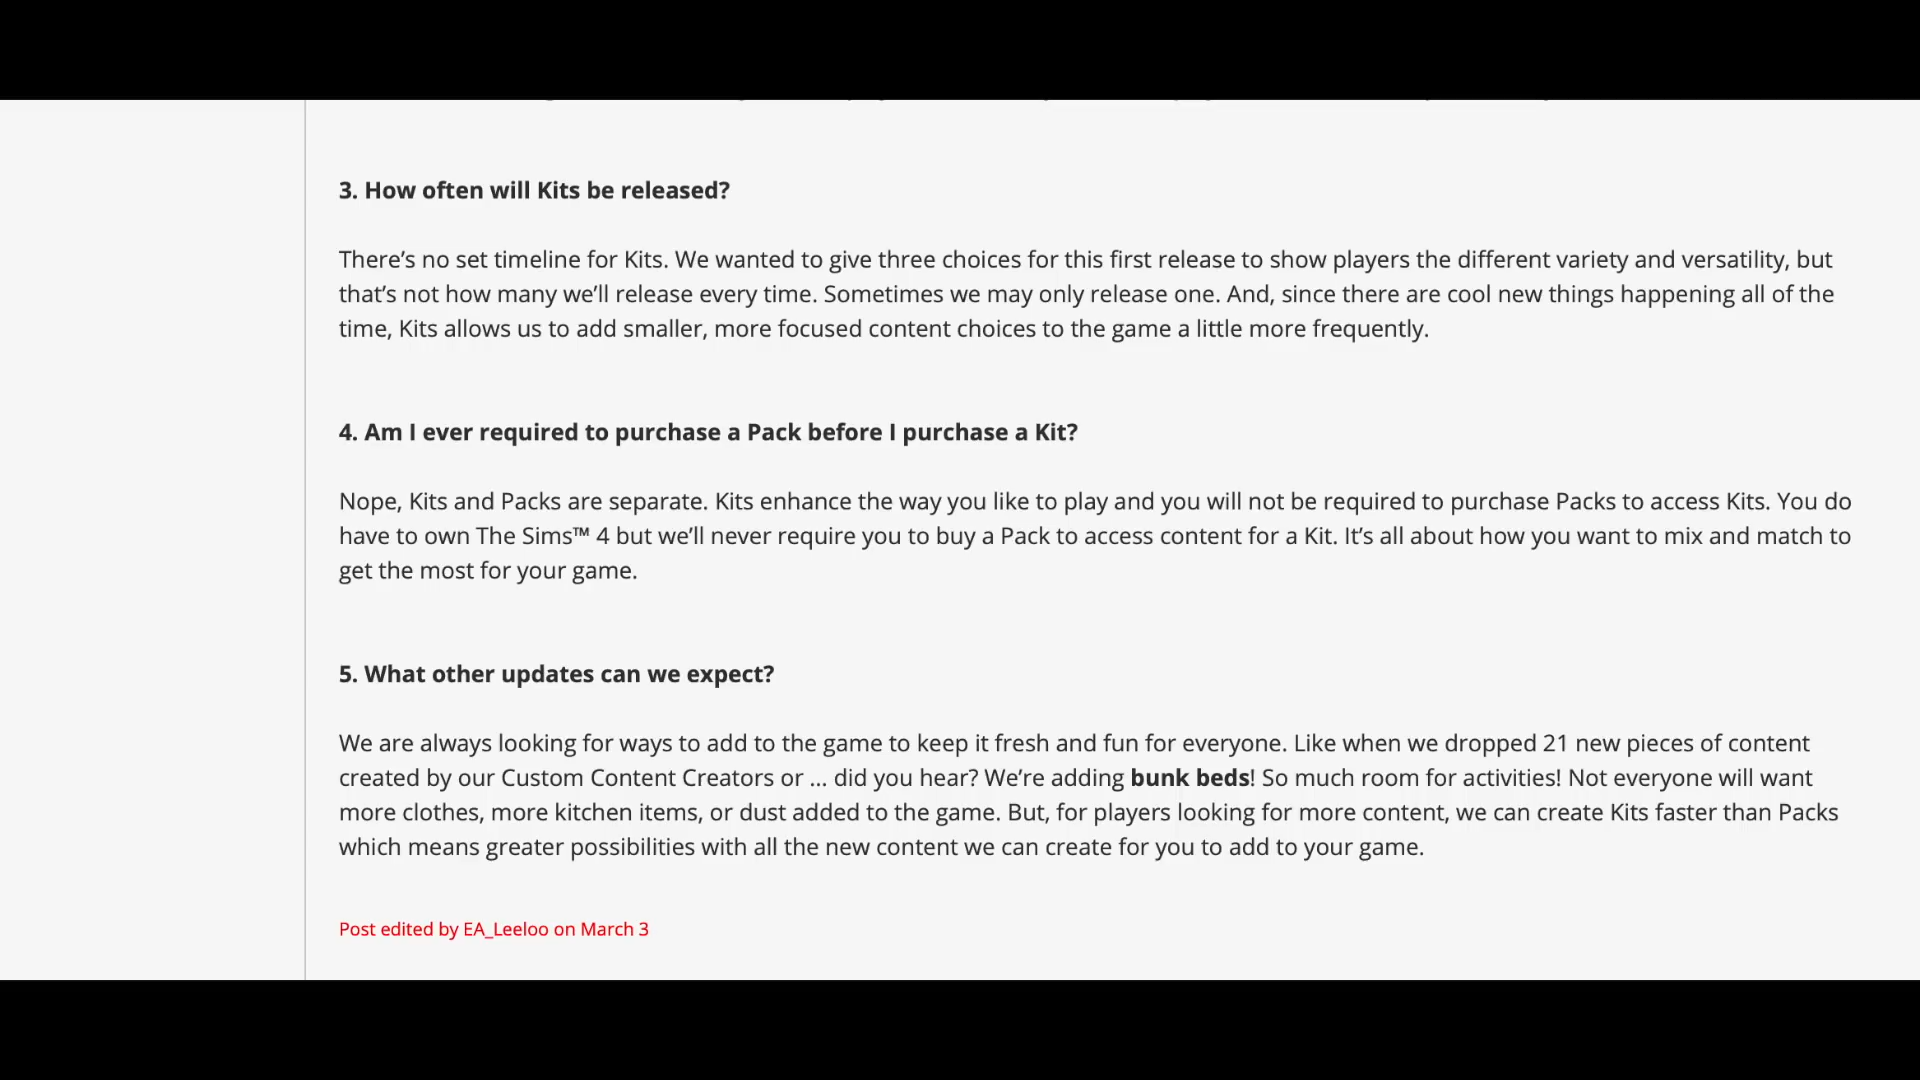 3. How often will Kits be released?
There’s no set timeline for Kits. We wanted to give three choices for this first release to show players the different variety and versatility, but
that’s not how many we’ll release every time. Sometimes we may only release one. And, since there are cool new things happening all of the
time, Kits allows us to add smaller, more focused content choices to the game a little more frequently.
4. Am I ever required to purchase a Pack before I purchase a Kit?
Nope, Kits and Packs are separate. Kits enhance the way you like to play and you will not be required to purchase Packs to access Kits. You do
have to own The Sims™ 4 but we’ll never require you to buy a Pack to access content for a Kit. It’s all about how you want to mix and match to
get the most for your game.
5. What other updates can we expect?
We are always looking for ways to add to the game to keep it fresh and fun for everyone. Like when we dropped 21 new pieces of content
created by our Custom Content Creators or ... did you hear? We’re adding bunk beds! So much room for activities! Not everyone will want
more clothes, more kitchen items, or dust added to the game. But, for players looking for more content, we can create Kits faster than Packs
which means greater possibilities with all the new content we can create for you to add to your game.
Post edited by EA_Leeloo on March 3